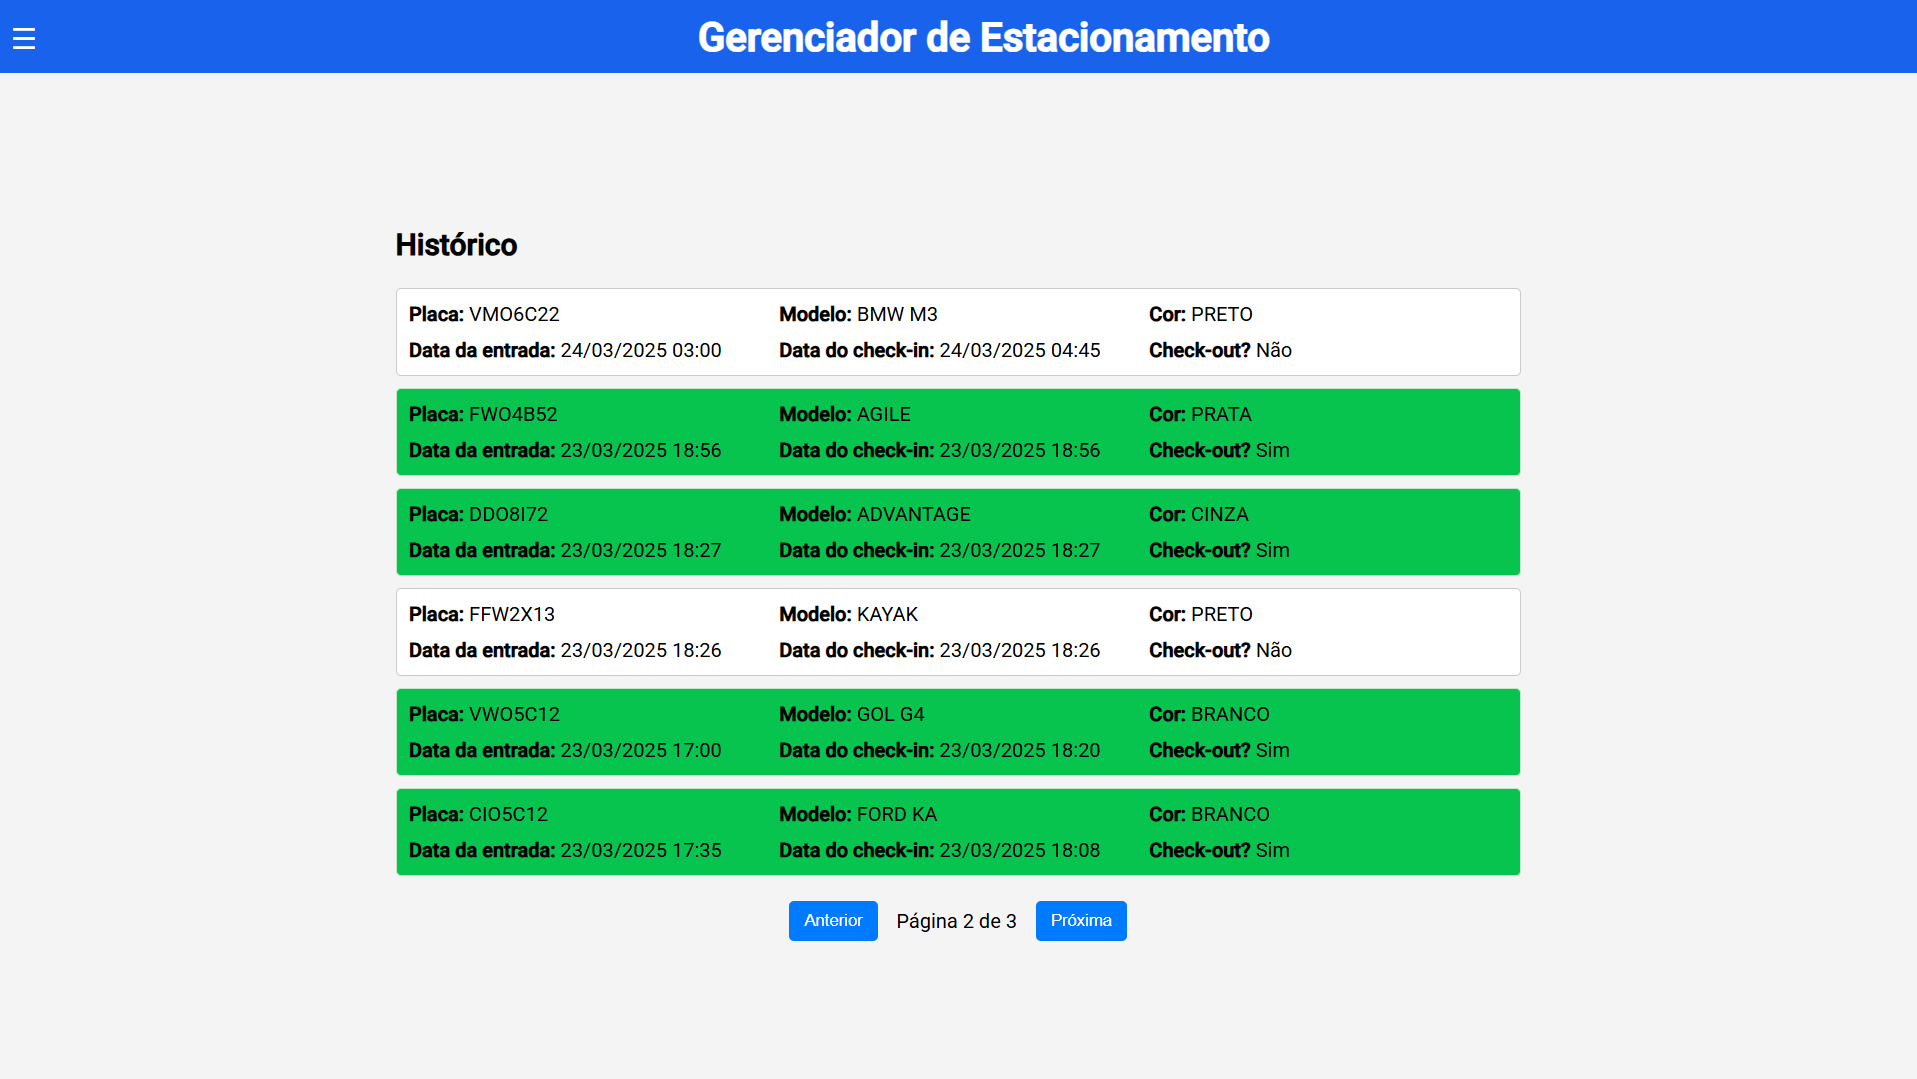 Gerenciador de Estacionamento
Histórico
Placa: VMO6C22 Modelo: BMW M3 Cor: PRETO
Data da entrada: 24/03/2025 03:00 Data do check-in: 24/03/2025 04:45 Check-out? Não
Placa: FWO4B52 Modelo: AGILE Cor: PRATA
Data da entrada: 23/03/2025 18:56 Data do check-in: 23/03/2025 18:56 Check-out? Sim
Placa: DDO8I72 Modelo: ADVANTAGE Cor: CINZA
Data da entrada: 23/03/2025 18:27 Data do check-in: 23/03/2025 18:27 Check-out? Sim
Placa: FFW2X13 Modelo: KAYAK Cor: PRETO
Data da entrada: 23/03/2025 18:26 Data do check-in: 23/03/2025 18:26 Check-out? Não
Placa: VWO5C12 Modelo: GOL G4 Cor: BRANCO
Data da entrada: 23/03/2025 17:00 Data do check-in: 23/03/2025 18:20 Check-out? Sim
Placa: CIO5C12 Modelo: FORD KA Cor: BRANCO
Data da entrada: 23/03/2025 17:35 Data do check-in: 23/03/2025 18:08 Check-out? Sim
Anterior Página 2 de 3 Próxima